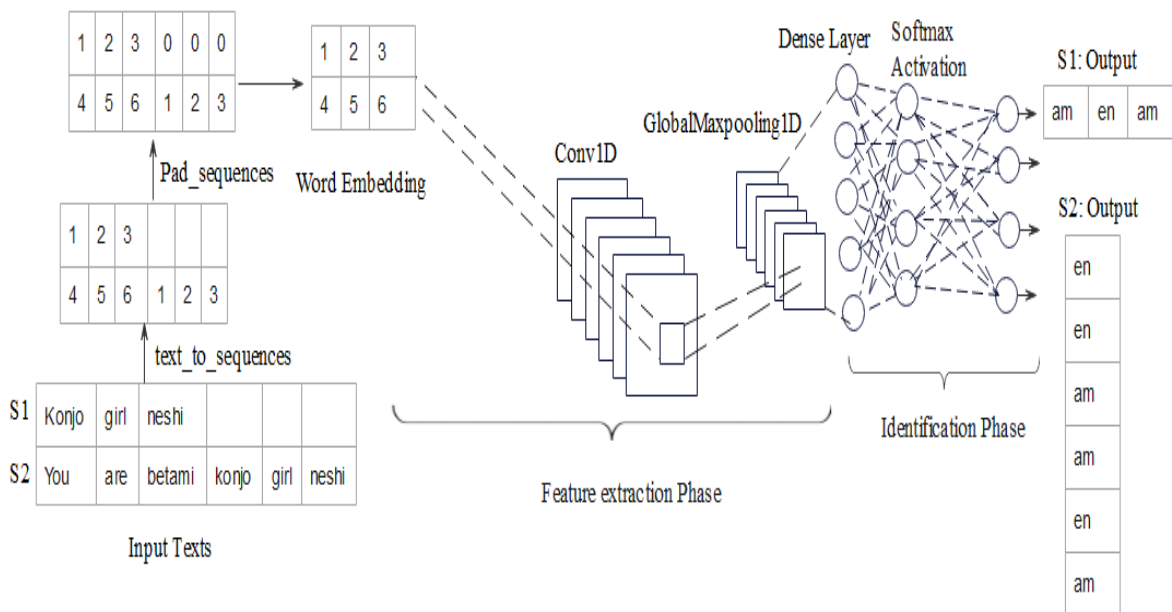 1 2 3 0 0 0
4 5 6 1 2 3
Pad_sequences
1 2 3
4 5 6 1 2 3
text_to_sequences
S1 Konjo girl neshi
S2 You are betami konjo girl neshi
Input Texts
1 2 3
4 5 6
Word Embedding
Conv1D
GlobalMaxpooling1D
Feature extraction Phase
Dense Layer
Softmax
Activation
Identification Phase
S1: Output
am en am
S2: Output
en
en
am
am
en
am